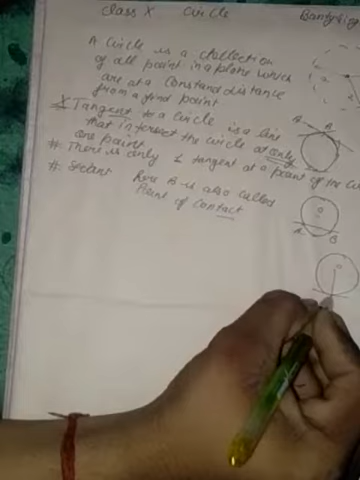 Class X Circle
A Circle is a Collection
of all point in a plane which
are at a Constand distance
from a fixed point
X Tangent to a circle is a line
that intersect the circle at only
one point
# There is only 1 tangent at a point of the
# Secant
here B is also called
Point of Contact
A B